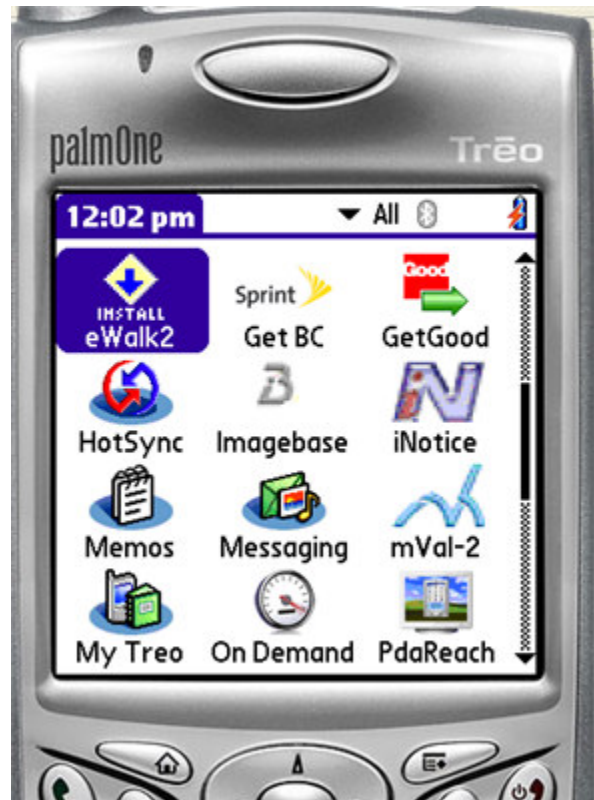 palmOne
Trēo
12:02 pm
All
INSTALL
eWalk2
Sprint
Get BC
Good
GetGood
HotSync
B
Imagebase
iN
iNotice
Memos
Messaging
mVal-2
My Treo
On Demand
PdaReach